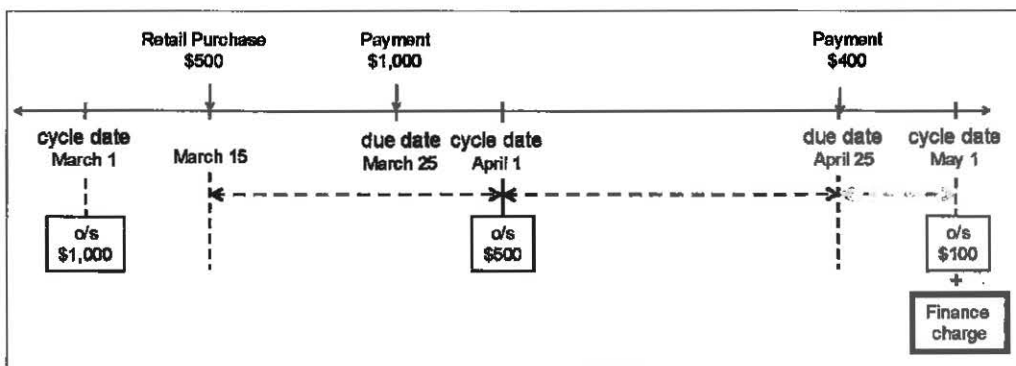 Retail Purchase
$500
Payment
$1,000
Payment
$400
cycle date
March 1
March 15
due date
March 25
cycle date
April 1
due date
April 25
cycle date
May 1
o/s
$1,000
o/s
$500
o/s
$100
+
Finance
charge